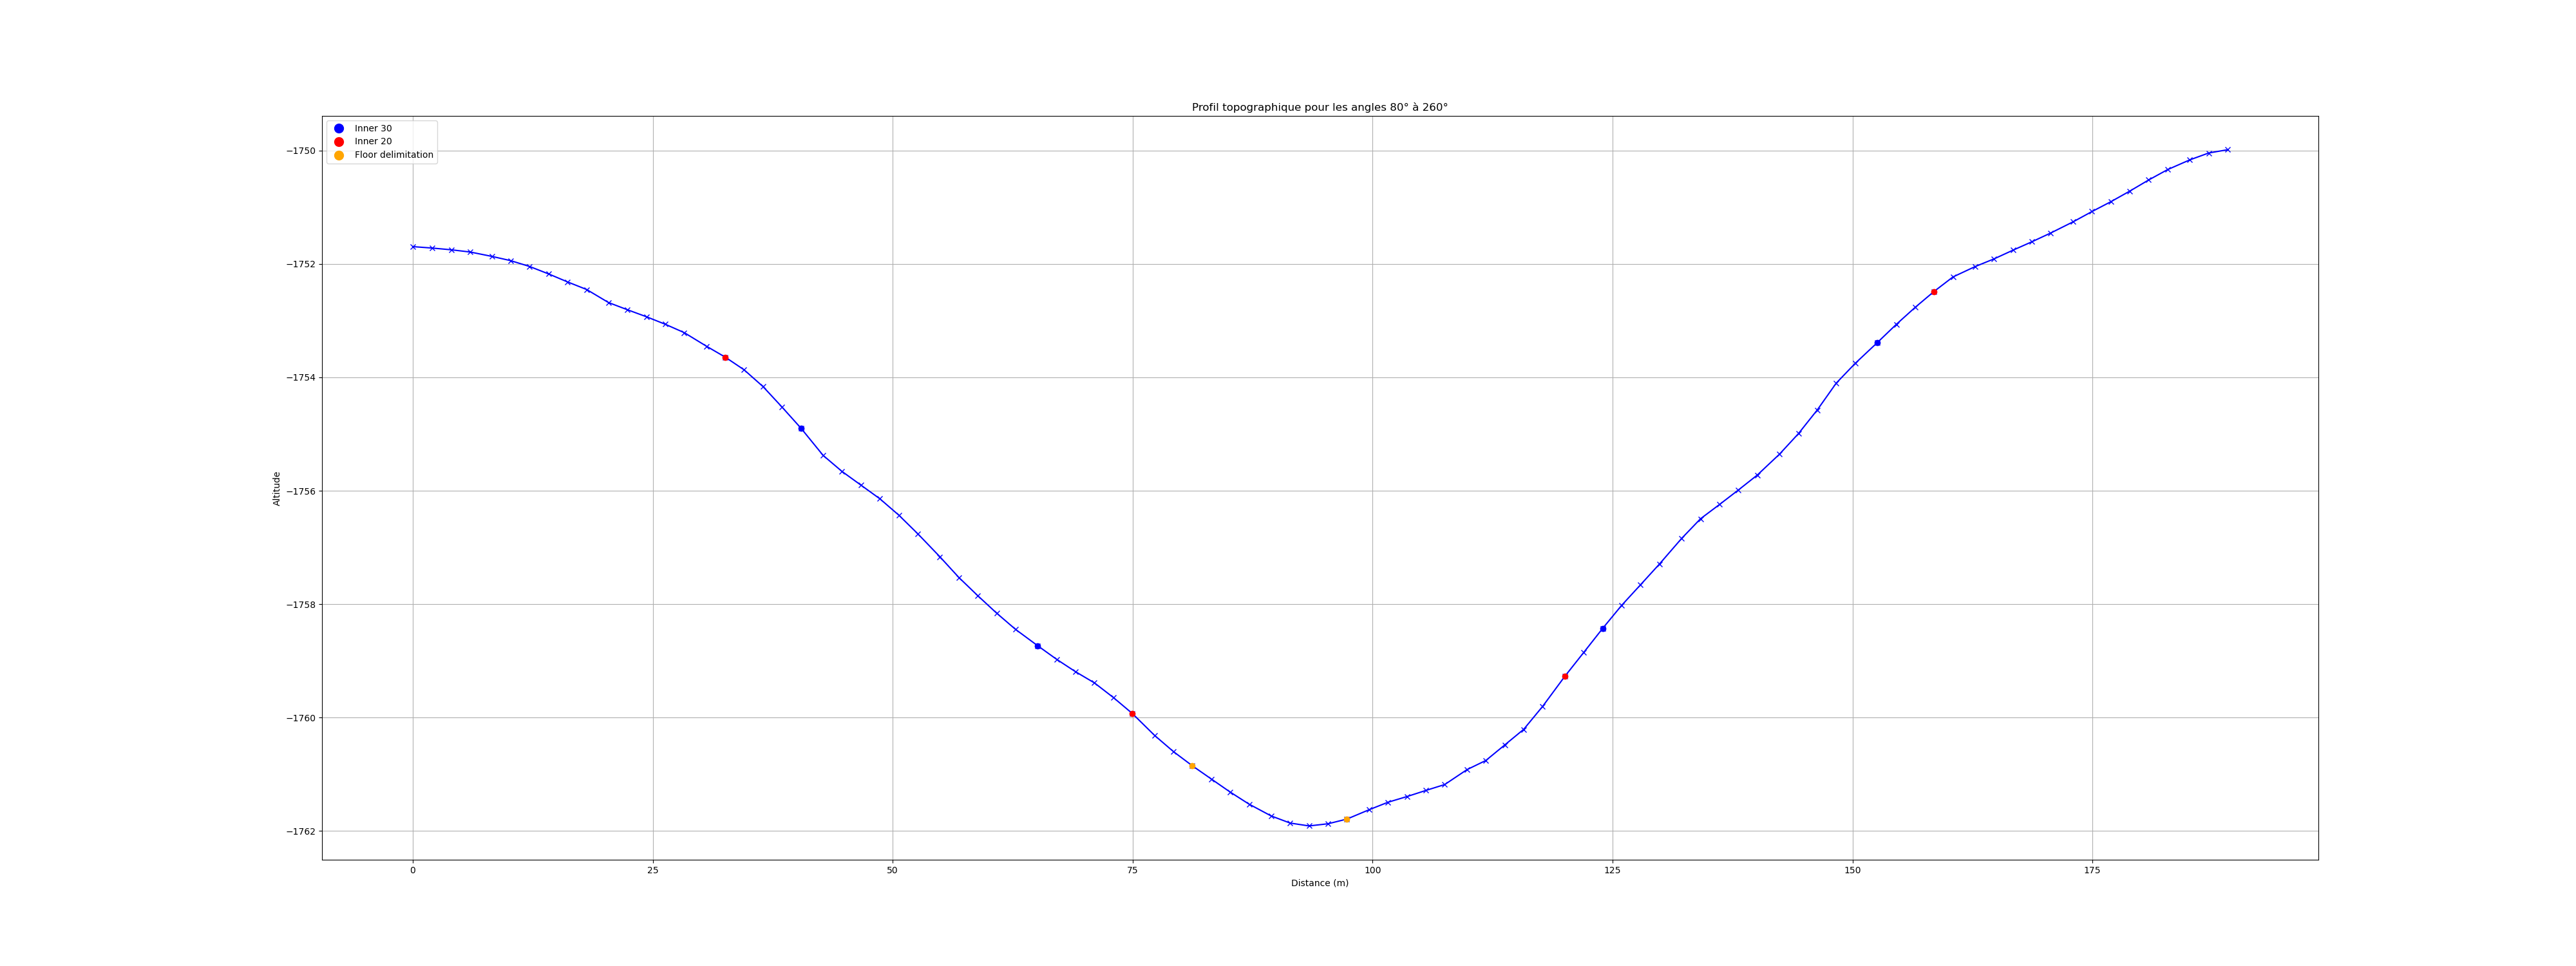 Profil topographique pour les angles 80° à 260°
Inner 30
Inner 20
Floor delimitation
−1750
−1752
−1754
−1756
−1758
−1760
−1762
Altitude
0
25
50
75
100
125
150
175
Distance (m)